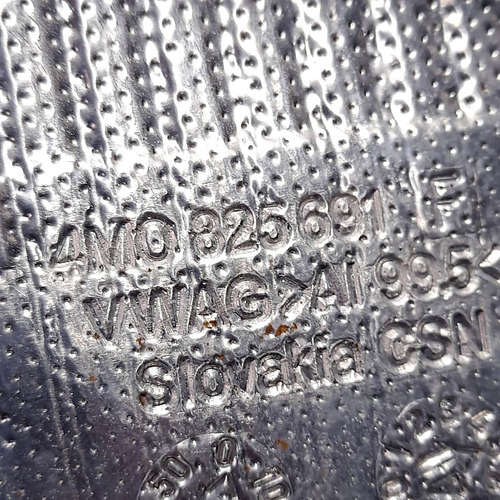 4M0 825 691 F
VWAG >Al 99.5<
Slovakia CSN